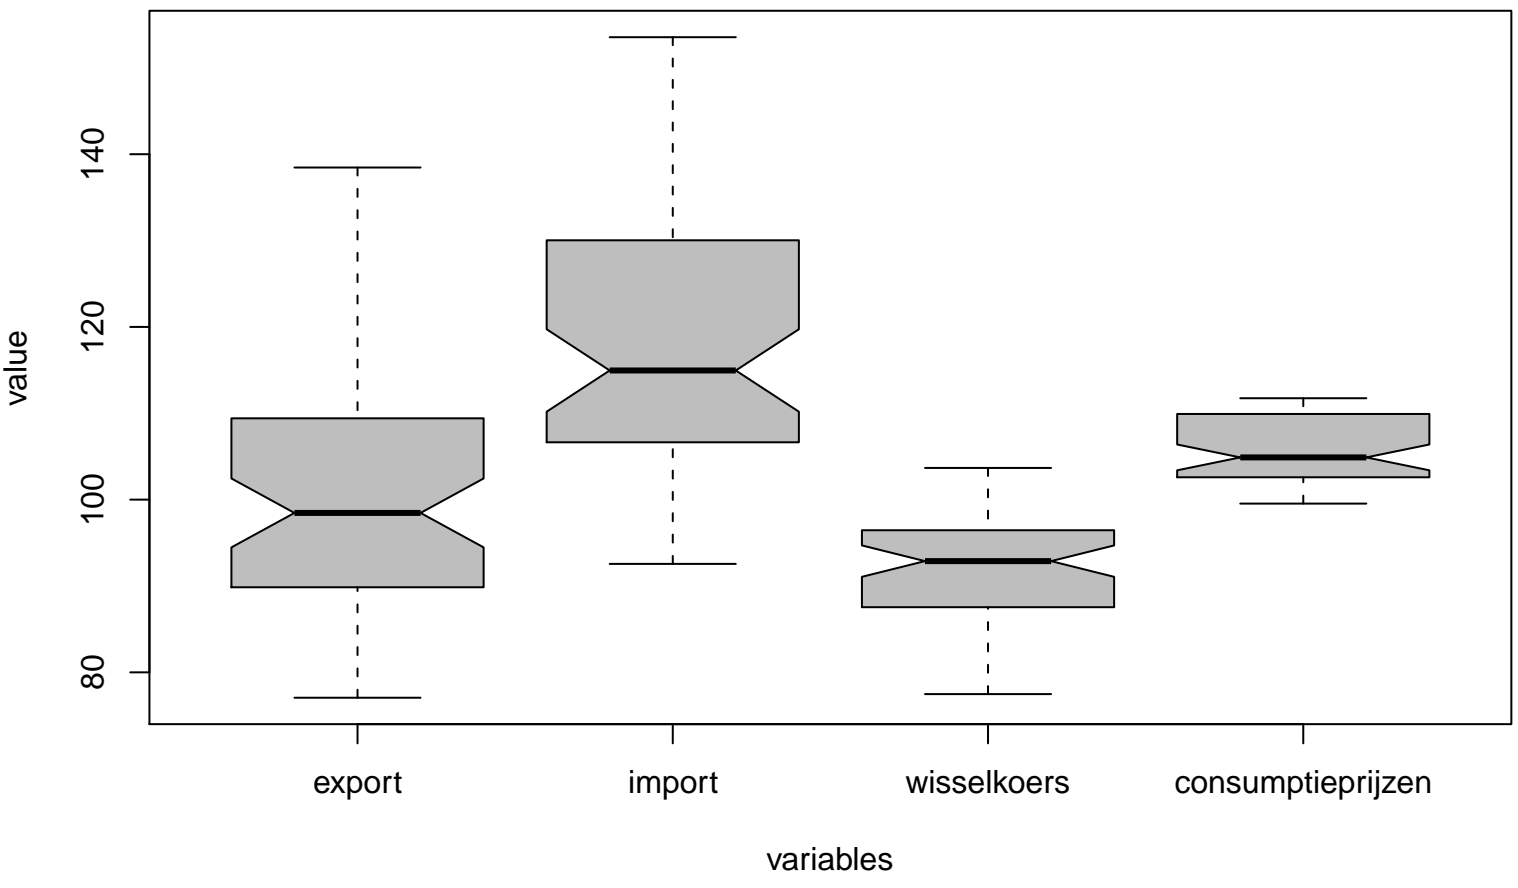 value
140
120
100
80
export import wisselkoers consumptieprijzen
variables